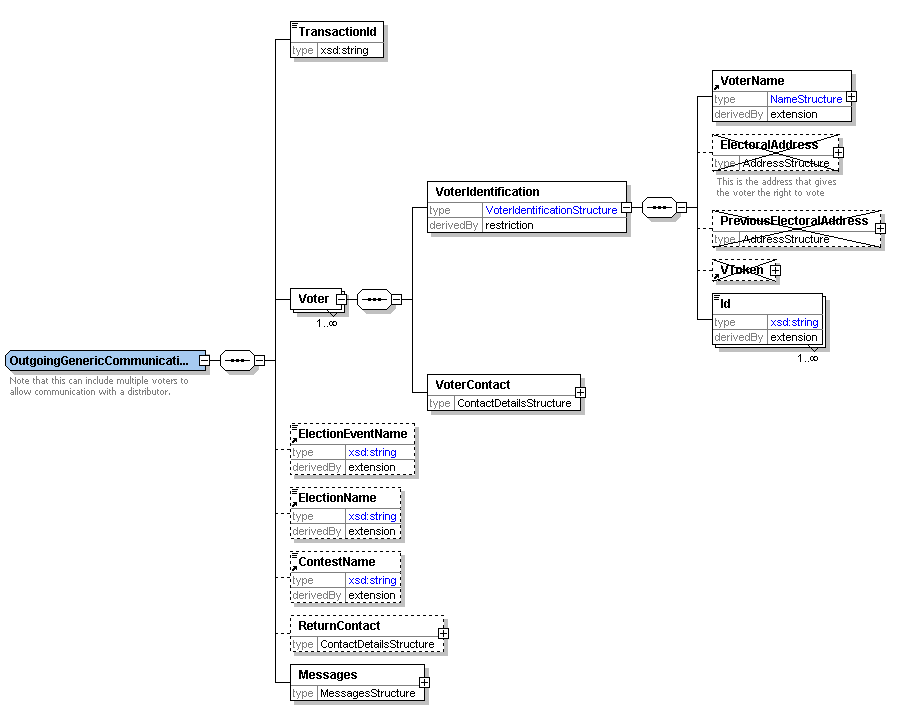 TransactionId
type xsd:string
VoterName
type NameStructure
derivedBy extension
ElectoralAddress
type AddressStructure
This is the address that gives
the voter the right to vote
VoterIdentification
type VoterIdentificationStructure
derivedBy restriction
PreviousElectoralAddress
type AddressStructure
VToken
Id
type xsd:string
derivedBy extension
1..∞
Voter
1..∞
OutgoingGenericCommunicati...
Note that this can include multiple voters to
allow communication with a distributor.
VoterContact
type ContactDetailsStructure
ElectionEventName
type xsd:string
derivedBy extension
ElectionName
type xsd:string
derivedBy extension
ContestName
type xsd:string
derivedBy extension
ReturnContact
type ContactDetailsStructure
Messages
type MessagesStructure